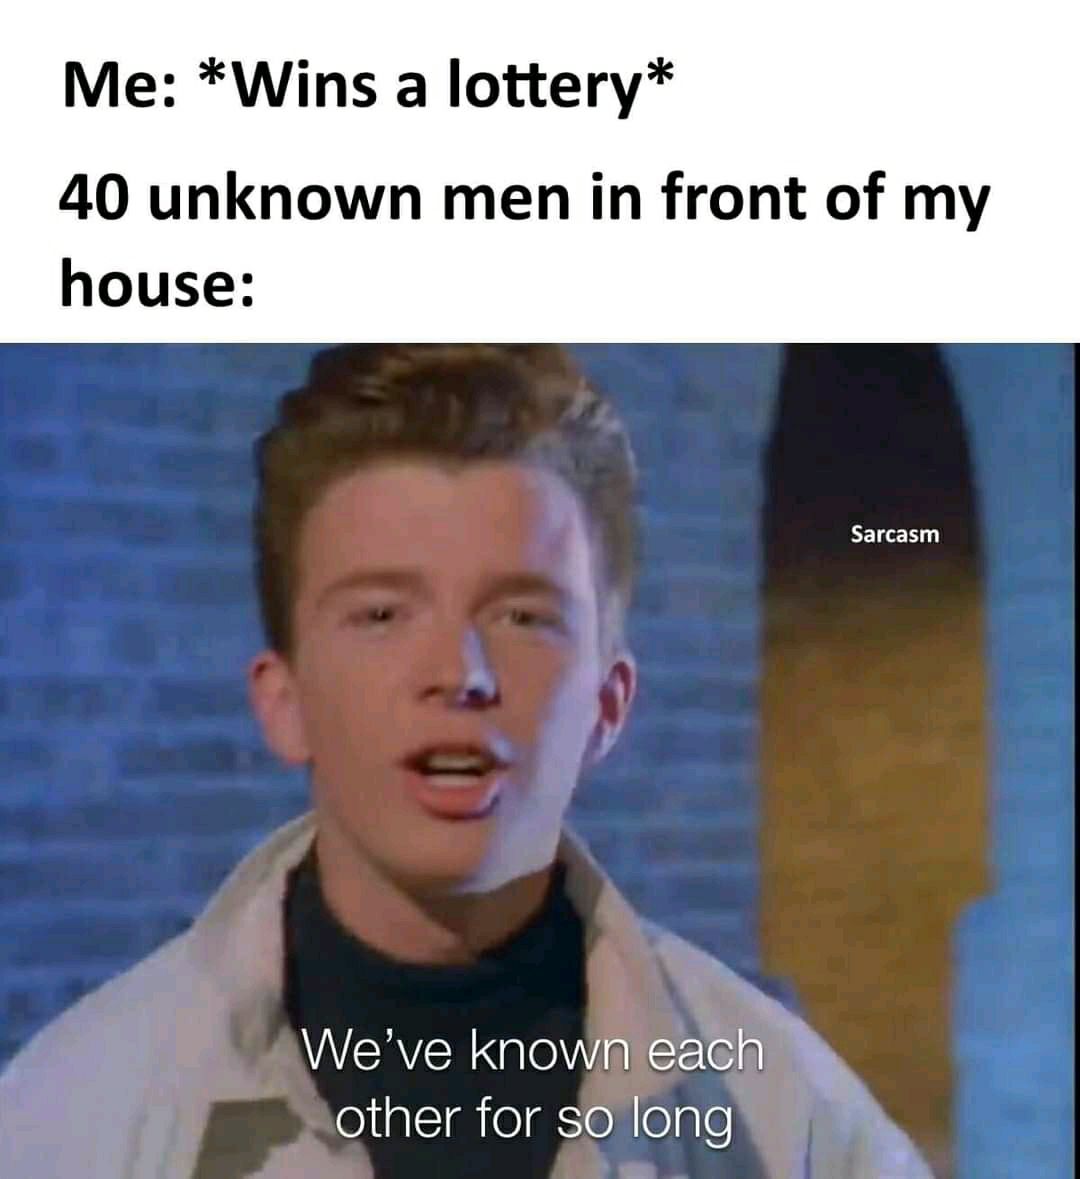 Me: *Wins a lottery*
40 unknown men in front of my
house:
Sarcasm
We've known each
other for so long